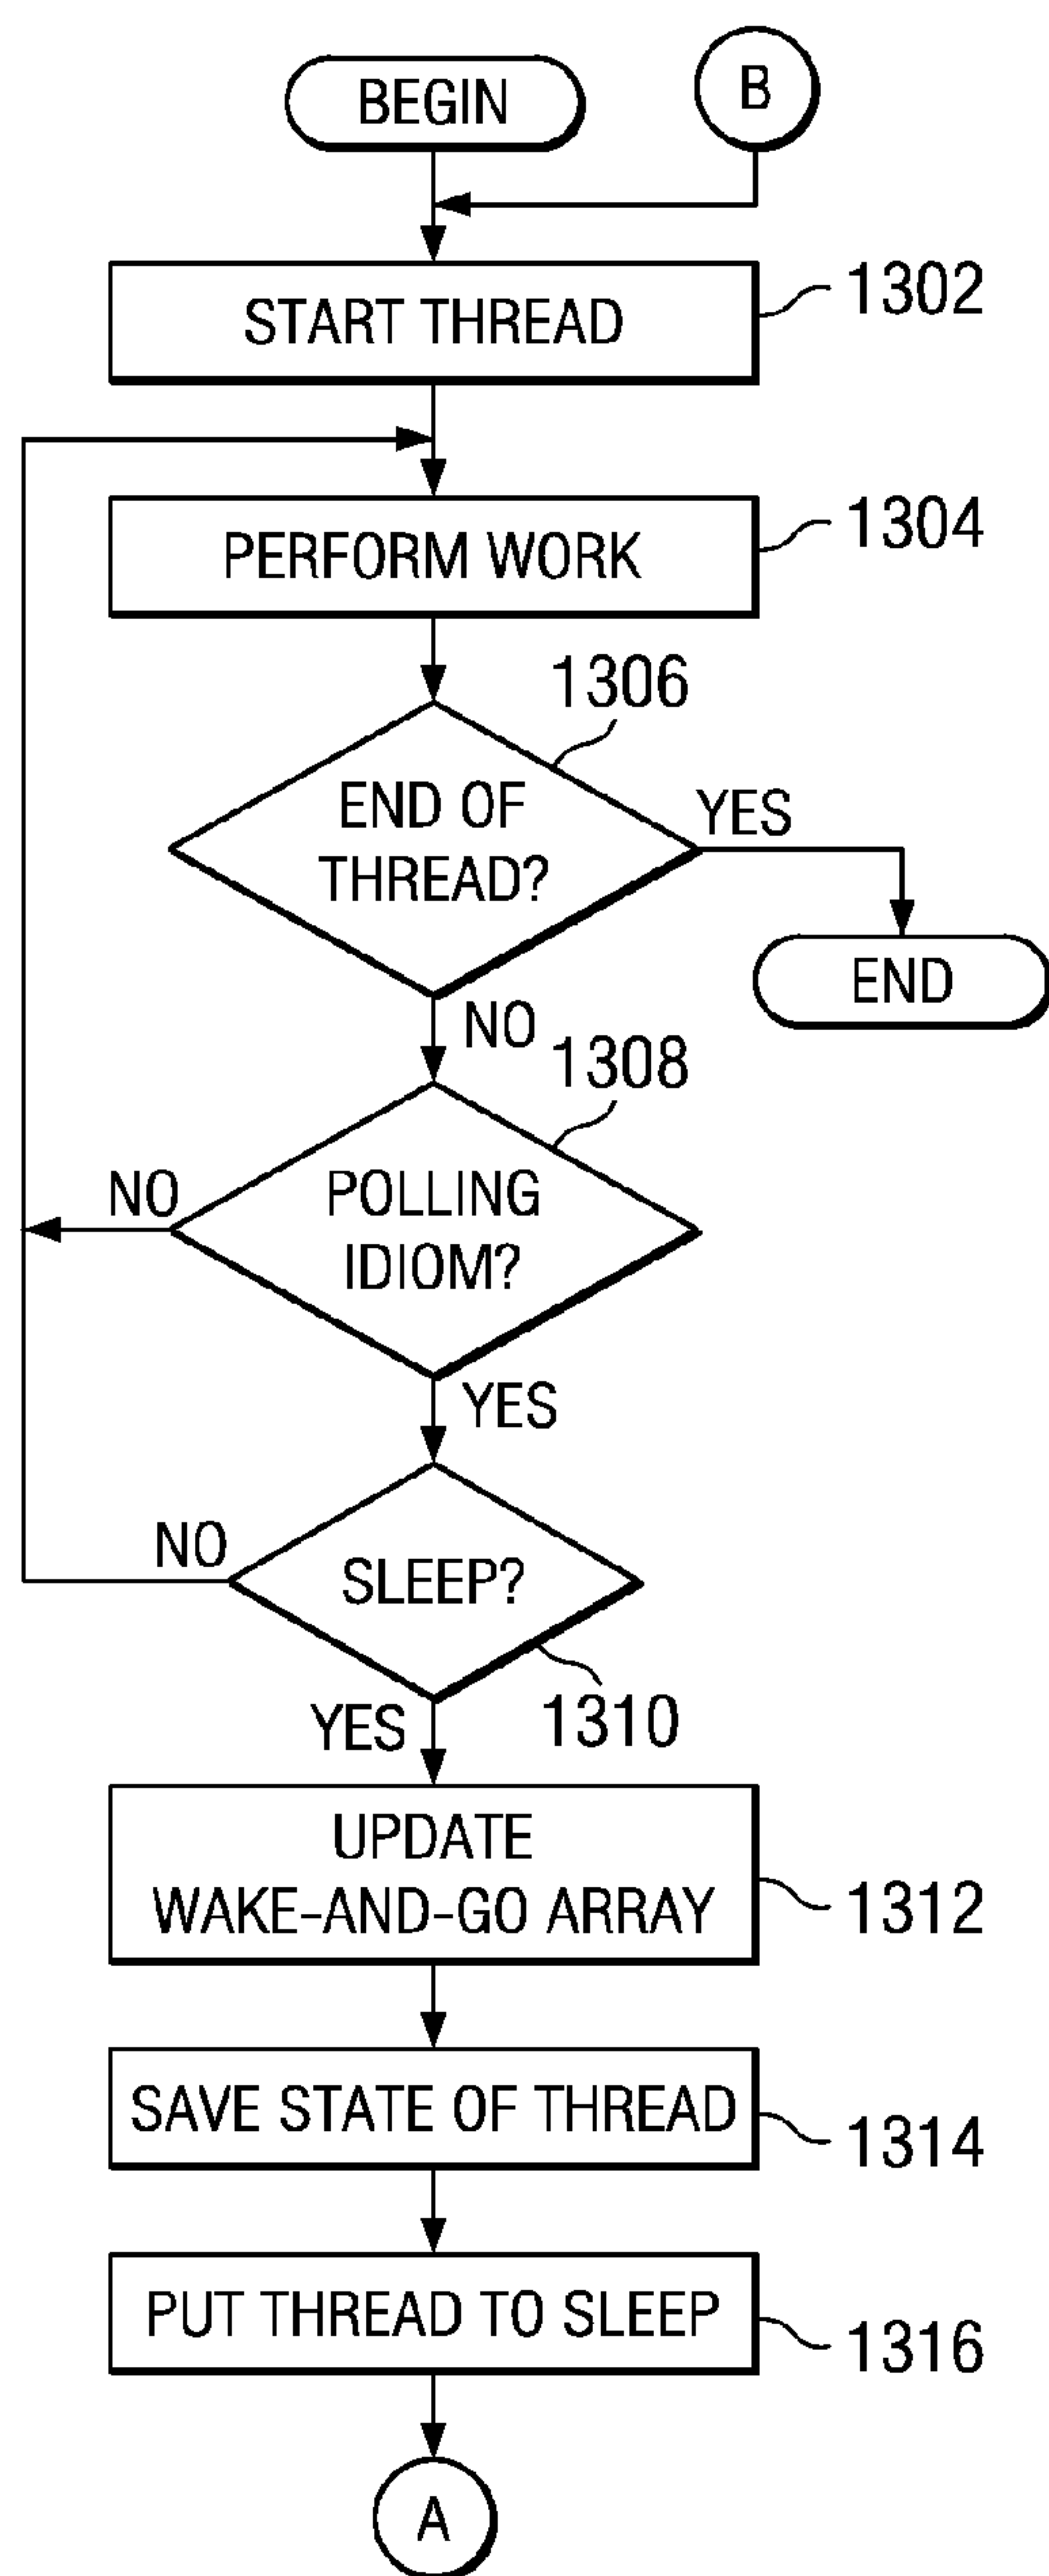 BEGIN
B
START THREAD
1302
PERFORM WORK
1304
1306
END OF
THREAD?
YES
END
NO
1308
POLLING
IDIOM?
NO
YES
NO
SLEEP?
1310
YES
UPDATE
WAKE-AND-GO ARRAY
1312
SAVE STATE OF THREAD
1314
PUT THREAD TO SLEEP
1316
A